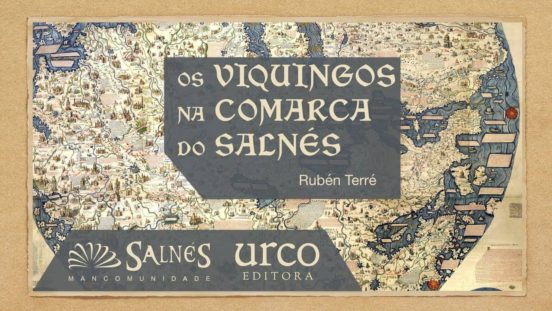 OS VIQUINGOS
NA COMARCA
DO SALNÉS
Rubén Terré
SALNÉS
MANCOMUNIDADE
urco
EDITORA